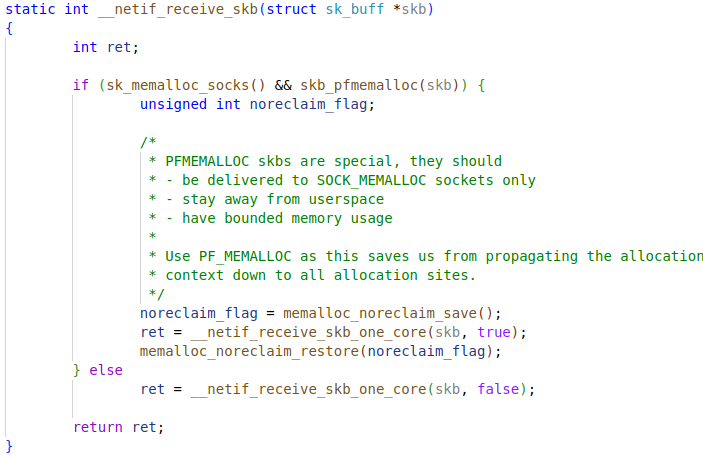 static int __netif_receive_skb(struct sk_buff *skb)
{
        int ret;

        if (sk_memalloc_socks() && skb_pfmemalloc(skb)) {
                unsigned int noreclaim_flag;

                /*
                 * PFMEMALLOC skbs are special, they should
                 * - be delivered to SOCK_MEMALLOC sockets only
                 * - stay away from userspace
                 * - have bounded memory usage
                 *
                 * Use PF_MEMALLOC as this saves us from propagating the allocation
                 * context down to all allocation sites.
                 */
                noreclaim_flag = memalloc_noreclaim_save();
                ret = __netif_receive_skb_one_core(skb, true);
                memalloc_noreclaim_restore(noreclaim_flag);
        } else
                ret = __netif_receive_skb_one_core(skb, false);

        return ret;
}